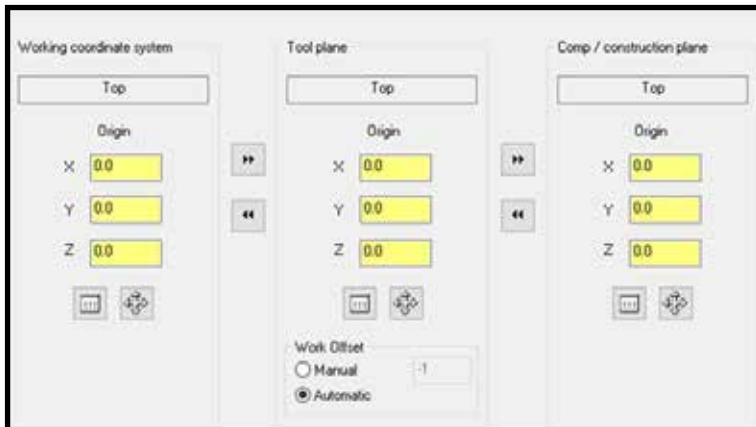 Working coordinate system
Top
Origin
X 0.0
Y 0.0
Z 0.0
Tool plane
Top
Origin
X 0.0
Y 0.0
Z 0.0
Work Offset
Manual -1
Automatic
Comp / construction plane
Top
Origin
X 0.0
Y 0.0
Z 0.0